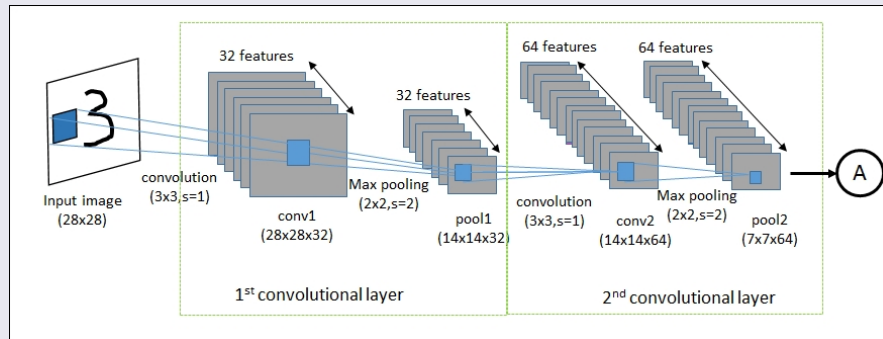 32 features
32 features
64 features
64 features
3
Input image
(28x28)
convolution
(3x3,s=1)
conv1
(28x28x32)
Max pooling
(2x2,s=2)
pool1
(14x14x32)
convolution
(3x3,s=1)
conv2
(14x14x64)
Max pooling
(2x2,s=2)
pool2
(7x7x64)
A
1st convolutional layer
2nd convolutional layer